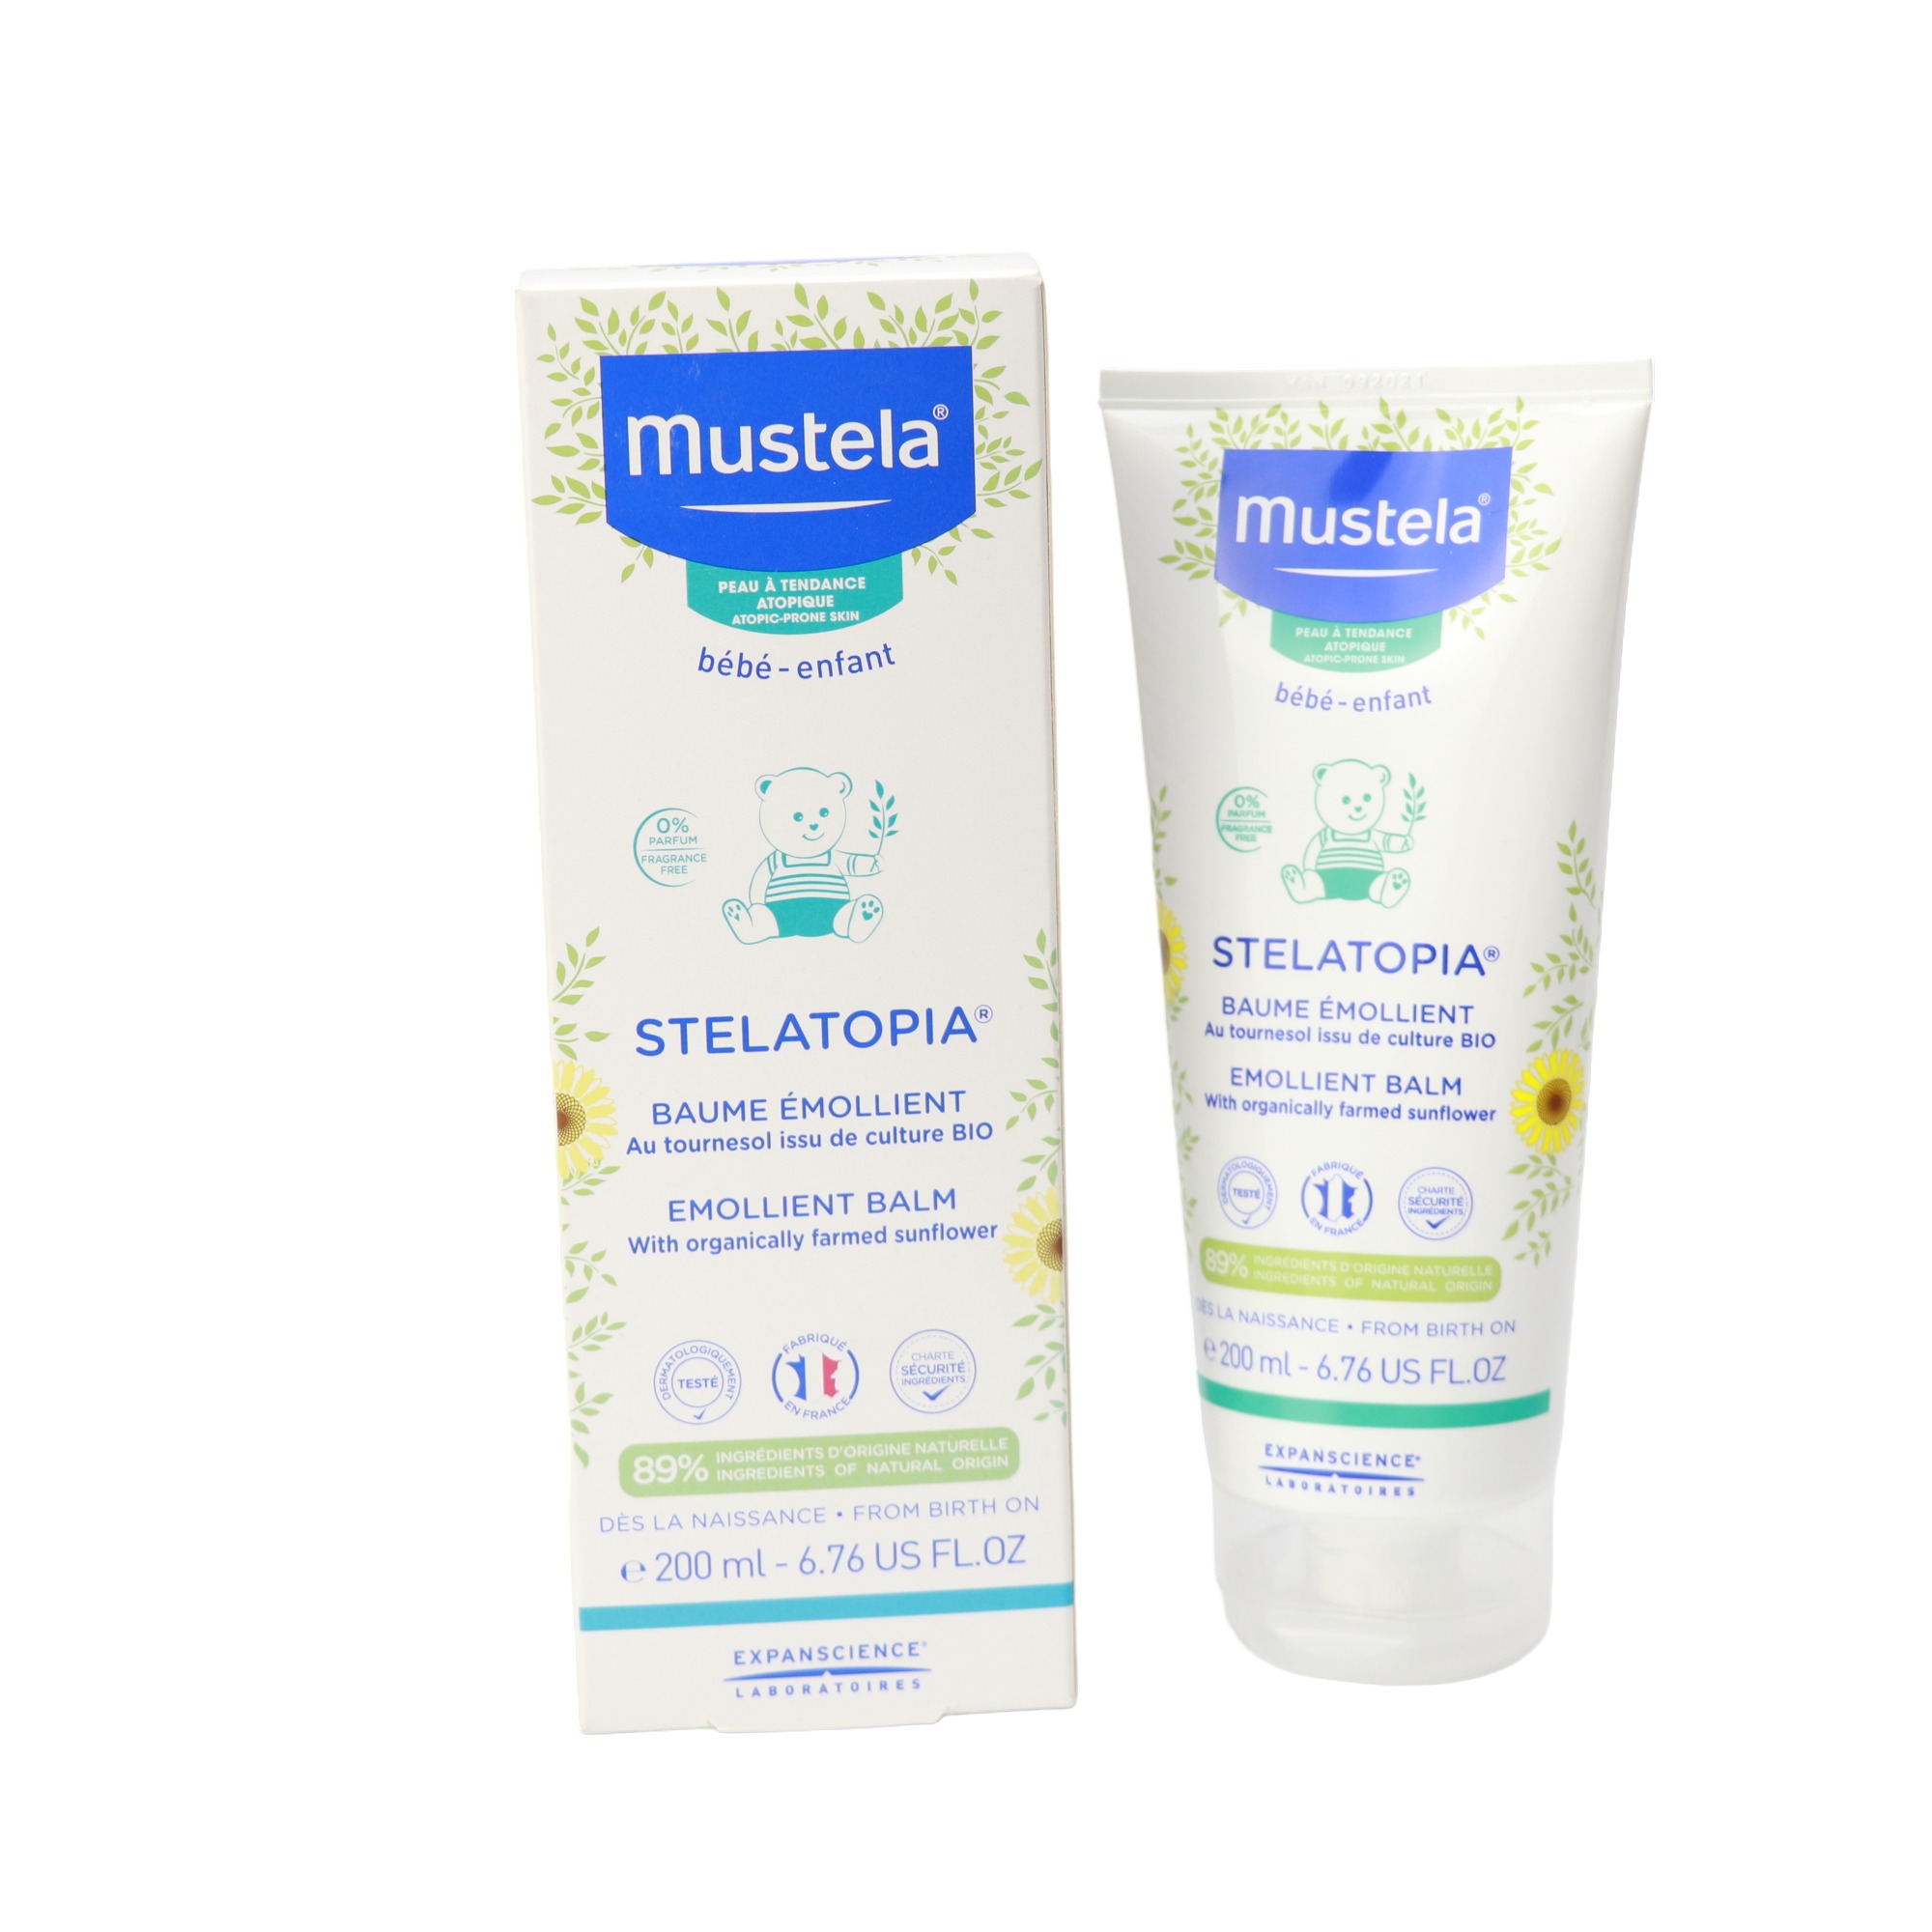 mustela®
PEAU À TENDANCE
ATOPIQUE
ATOPIC-PRONE SKIN
bébé-enfant
0%
PARFUM
FRAGRANCE
FREE
STELATOPIA®
BAUME ÉMOLLIENT
Au tournesol issu de culture BIO
EMOLLIENT BALM
With organically farmed sunflower
DERMATOLOGIQUEMENT
TESTÉ
FABRIQUÉ
EN FRANCE
CHARTE
SÉCURITÉ
INGRÉDIENTS
89% INGRÉDIENTS D'ORIGINE NATURELLE
INGREDIENTS OF NATURAL ORIGIN
DÈS LA NAISSANCE • FROM BIRTH ON
℮ 200 ml - 6.76 US FL.OZ
EXPANSCIENCE®
LABORATOIRES
mustela®
PEAU À TENDANCE
ATOPIQUE
ATOPIC-PRONE SKIN
bébé-enfant
0%
PARFUM
FRAGRANCE
FREE
STELATOPIA®
BAUME ÉMOLLIENT
Au tournesol issu de culture BIO
EMOLLIENT BALM
With organically farmed sunflower
DERMATOLOGIQUEMENT
TESTÉ
FABRIQUÉ
EN FRANCE
CHARTE
SÉCURITÉ
INGRÉDIENTS
89% INGRÉDIENTS D'ORIGINE NATURELLE
INGREDIENTS OF NATURAL ORIGIN
DÈS LA NAISSANCE • FROM BIRTH ON
℮ 200 ml - 6.76 US FL.OZ
EXPANSCIENCE®
LABORATOIRES